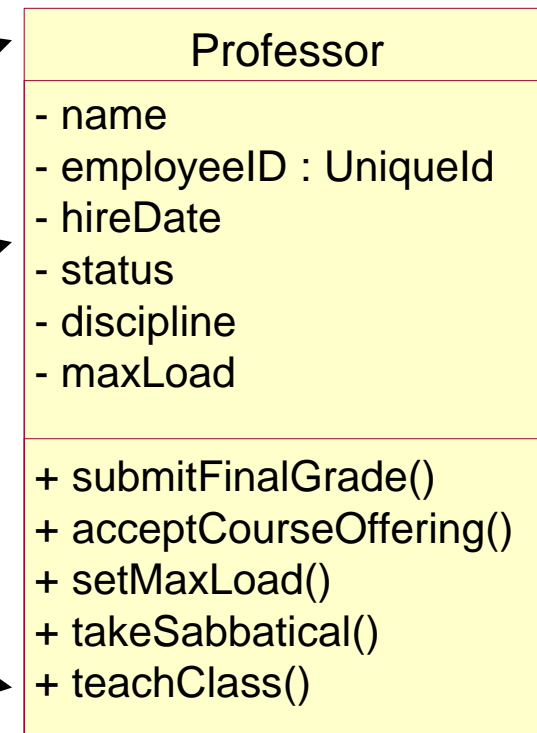 Professor
- name
- employeeID : UniqueId
- hireDate
- status
- discipline
- maxLoad
+ submitFinalGrade()
+ acceptCourseOffering()
+ setMaxLoad()
+ takeSabbatical()
+ teachClass()